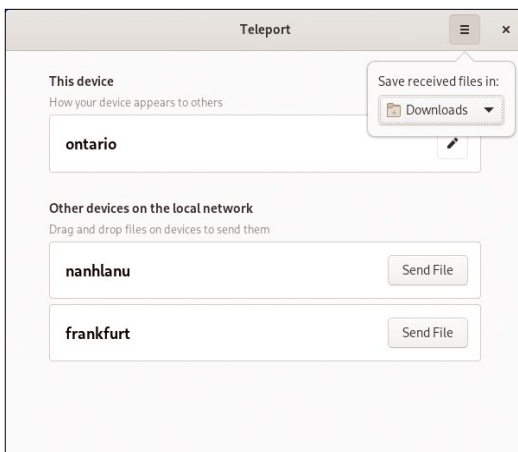 Teleport
This device
How your device appears to others
ontario
Save received files in:
Downloads
Other devices on the local network
Drag and drop files on devices to send them
nanhlanu
Send File
frankfurt
Send File